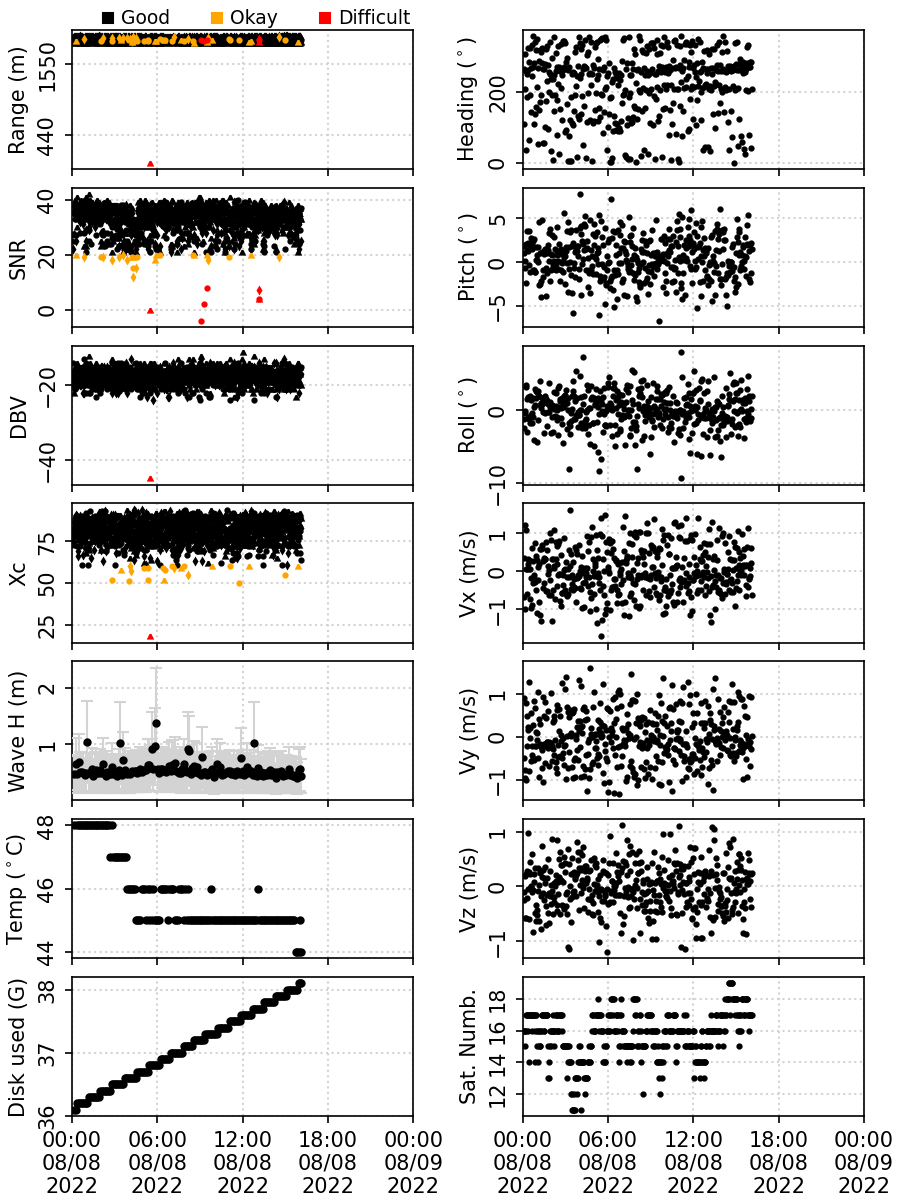 Good Okay Difficult
Range (m)
1550
440
SNR
40
20
0
DBV
−20
−40
Xc
75
50
25
Wave H (m)
2
1
Temp (°C)
48
46
44
Disk used (G)
38
37
36
00:00 06:00 12:00 18:00 00:00
08/08 08/08 08/08 08/08 08/09
2022 2022 2022 2022 2022
Heading (°)
200
0
Pitch (°)
5
0
−5
Roll (°)
0
−10
Vx (m/s)
1
0
−1
Vy (m/s)
1
0
−1
Vz (m/s)
1
0
−1
Sat. Numb.
18
16
14
12
00:00 06:00 12:00 18:00 00:00
08/08 08/08 08/08 08/08 08/09
2022 2022 2022 2022 2022